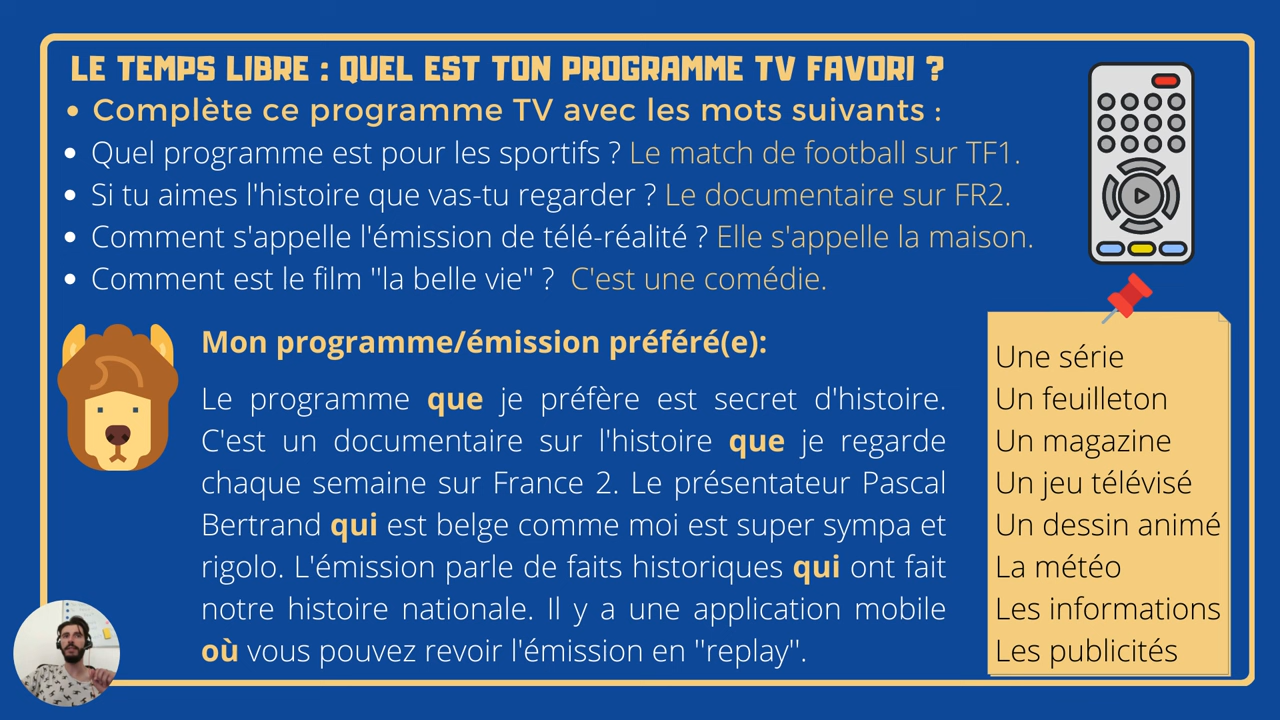 LE TEMPS LIBRE : QUEL EST TON PROGRAMME TV FAVORI ?
• Complète ce programme TV avec les mots suivants :
• Quel programme est pour les sportifs ? Le match de football sur TF1.
• Si tu aimes l'histoire que vas-tu regarder ? Le documentaire sur FR2.
• Comment s'appelle l'émission de télé-réalité ? Elle s'appelle la maison.
• Comment est le film "la belle vie" ? C'est une comédie.
Mon programme/émission préféré(e):
Le programme que je préfère est secret d'histoire.
C'est un documentaire sur l'histoire que je regarde
chaque semaine sur France 2. Le présentateur Pascal
Bertrand qui est belge comme moi est super sympa et
rigolo. L'émission parle de faits historiques qui ont fait
notre histoire nationale. Il y a une application mobile
où vous pouvez revoir l'émission en "replay".
Une série
Un feuilleton
Un magazine
Un jeu télévisé
Un dessin animé
La météo
Les informations
Les publicités